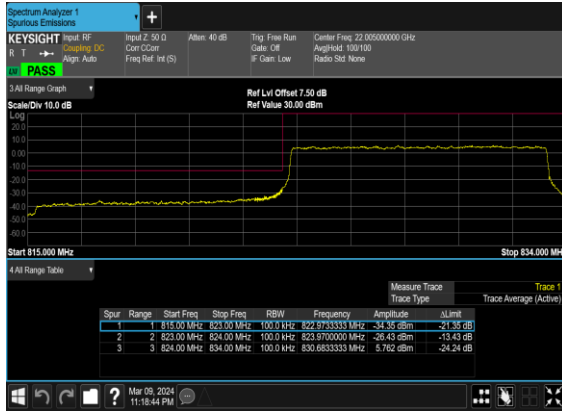 Spectrum Analyzer 1
Spurious Emissions
KEYSIGHT Input: RF Input Z: 50 Ω Atten: 40 dB Trig: Free Run Center Freq: 22.005000000 GHz
R T Coupling: DC Corr CCorr Gate: Off Avg|Hold: 100/100
Align: Auto Freq Ref: Int (S) IF Gain: Low Radio Std: None
PASS
3 All Range Graph
Ref Lvl Offset 7.50 dB
Scale/Div 10.0 dB Ref Value 30.00 dBm
Log
20.0
10.0
0.00
-10.0
-20.0
-30.0
-40.0
-50.0
-60.0
Start 815.000 MHz Stop 834.000 MH
4 All Range Table
Measure Trace Trace 1
Trace Type Trace Average (Active)
Spur Range Start Freq Stop Freq RBW Frequency Amplitude ΔLimit
1 1 815.00 MHz 823.00 MHz 100.0 kHz 822.9733333 MHz -34.35 dBm -21.35 dB
2 2 823.00 MHz 824.00 MHz 100.0 kHz 823.9700000 MHz -26.43 dBm -13.43 dB
3 3 824.00 MHz 834.00 MHz 100.0 kHz 830.6833333 MHz 5.762 dBm -24.24 dB
? Mar 09, 2024
11:18:44 PM